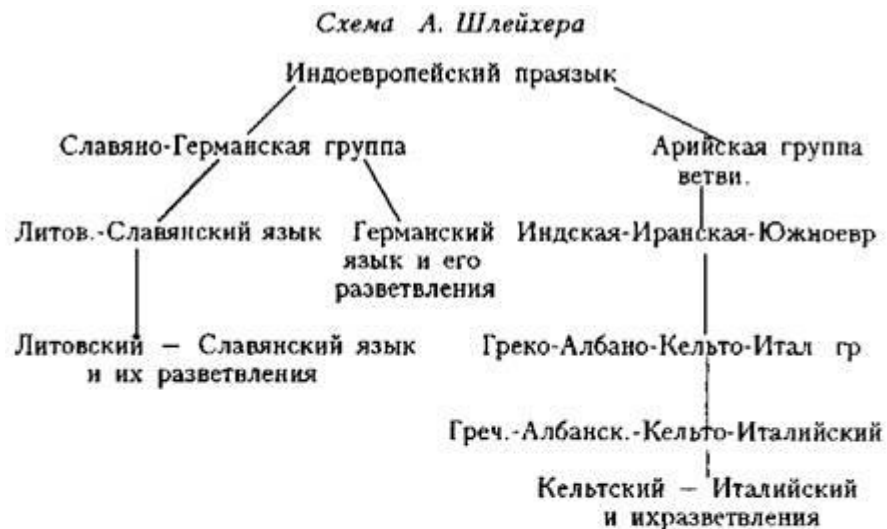 Схема А. Шлейхера
Индоевропейский праязык
Славяно-Германская группа
Арийская группа
ветви.
Литов.-Славянский язык
Германский
язык и его
разветвления
Индская-Иранская-Южноевр
Литовский — Славянский язык
и их разветвления
Греко-Албано-Кельто-Итал гр
Греч.-Албанск.-Кельто-Италийский
Кельтский — Италийский
и ихразветвления